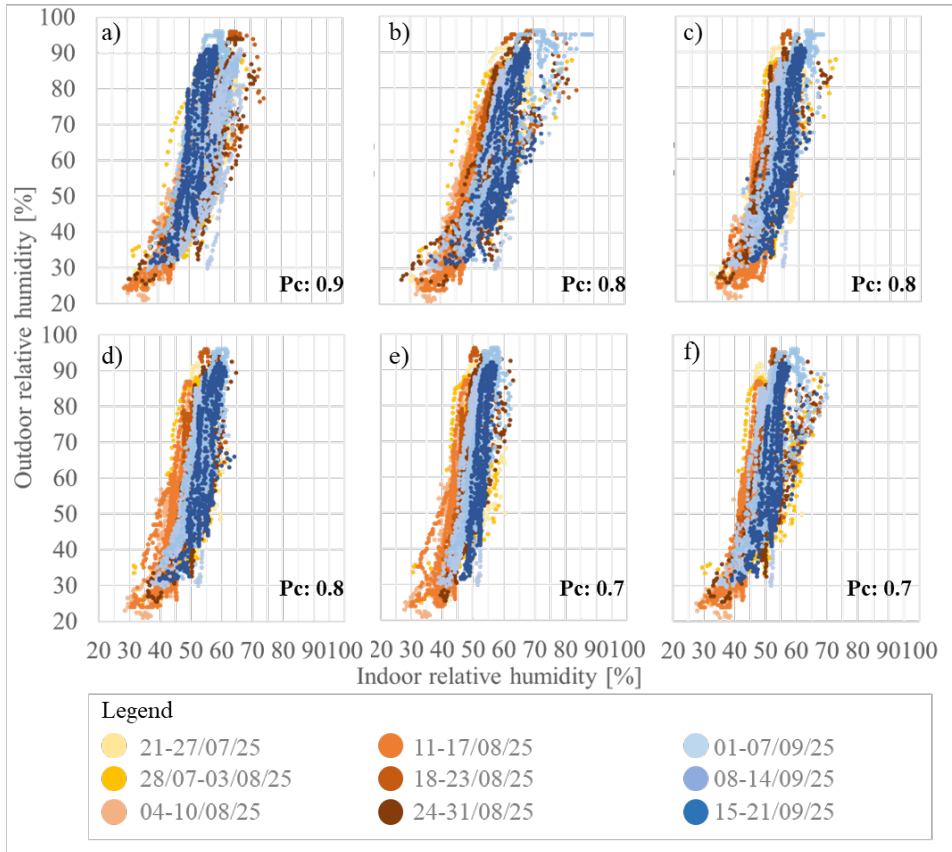 a) b) c)
100
90
80
70
60
50
40
30
20
Pc: 0.9 Pc: 0.8 Pc: 0.8
Outdoor relative humidity [%]
d) e) f)
100
90
80
70
60
50
40
30
20
Pc: 0.8 Pc: 0.7 Pc: 0.7
20 30 40 50 60 70 80 90100 20 30 40 50 60 70 80 90100 20 30 40 50 60 70 80 90100
Indoor relative humidity [%]
Legend
21-27/07/25 11-17/08/25 01-07/09/25
28/07-03/08/25 18-23/08/25 08-14/09/25
04-10/08/25 24-31/08/25 15-21/09/25